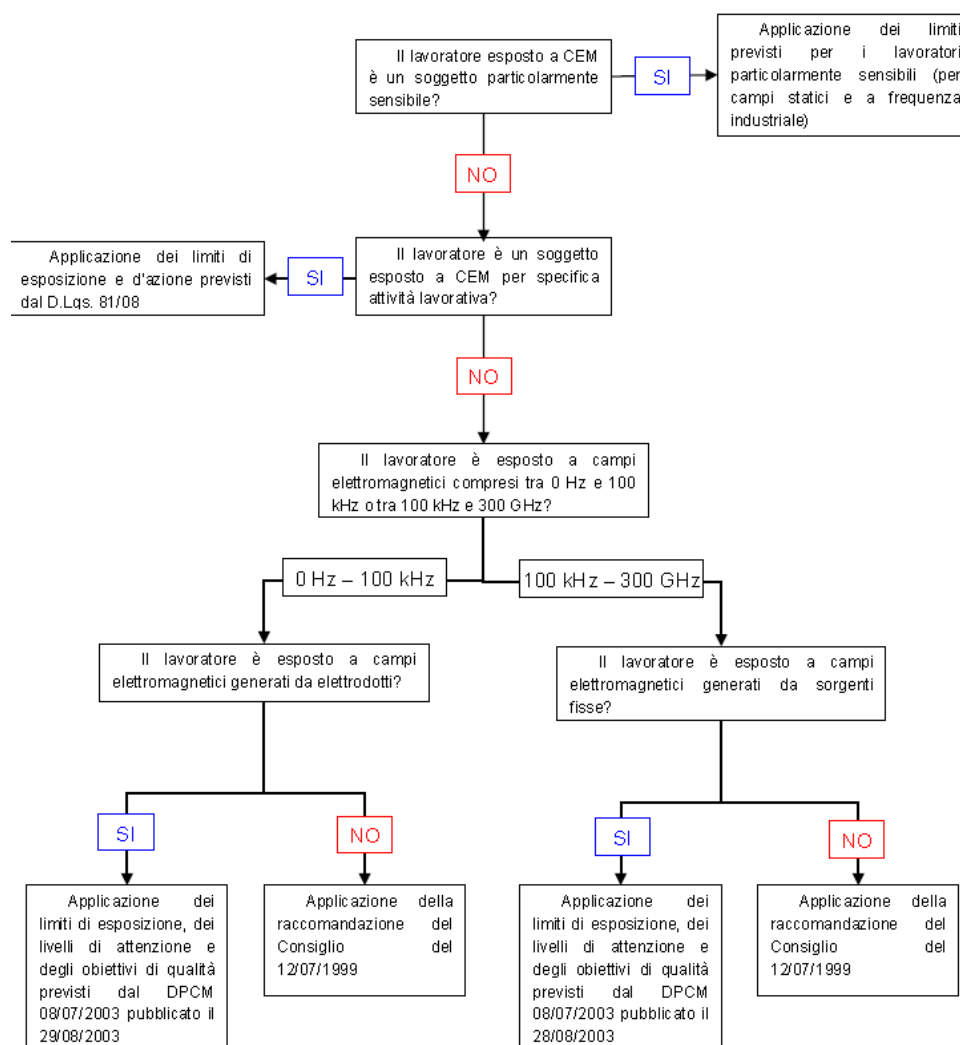 Il lavoratore esposto a CEM
è un soggetto particolarmente
sensibile?
SI
Applicazione dei limiti
previsti per i lavoratori
particolarmente sensibili (per
campi statici e a frequenza
industriale)
NO
Il lavoratore è un soggetto
esposto a CEM per specifica
attività lavorativa?
SI
Applicazione dei limiti di
esposizione e d'azione previsti
dal D.Lgs. 81/08
NO
Il lavoratore è esposto a campi
elettromagnetici compresi tra 0 Hz e 100
kHz o tra 100 kHz e 300 GHz?
0 Hz – 100 kHz
100 kHz – 300 GHz
Il lavoratore è esposto a campi
elettromagnetici generati da elettrodotti?
Il lavoratore è esposto a campi
elettromagnetici generati da sorgenti
fisse?
SI
NO
SI
NO
Applicazione dei
limiti di esposizione, dei
livelli di attenzione e
degli obiettivi di qualità
previsti dal DPCM
08/07/2003 pubblicato il
29/08/2003
Applicazione della
raccomandazione del
Consiglio del
12/07/1999
Applicazione dei
limiti di esposizione, dei
livelli di attenzione e
degli obiettivi di qualità
previsti dal DPCM
08/07/2003 pubblicato il
28/08/2003
Applicazione della
raccomandazione del
Consiglio del
12/07/1999